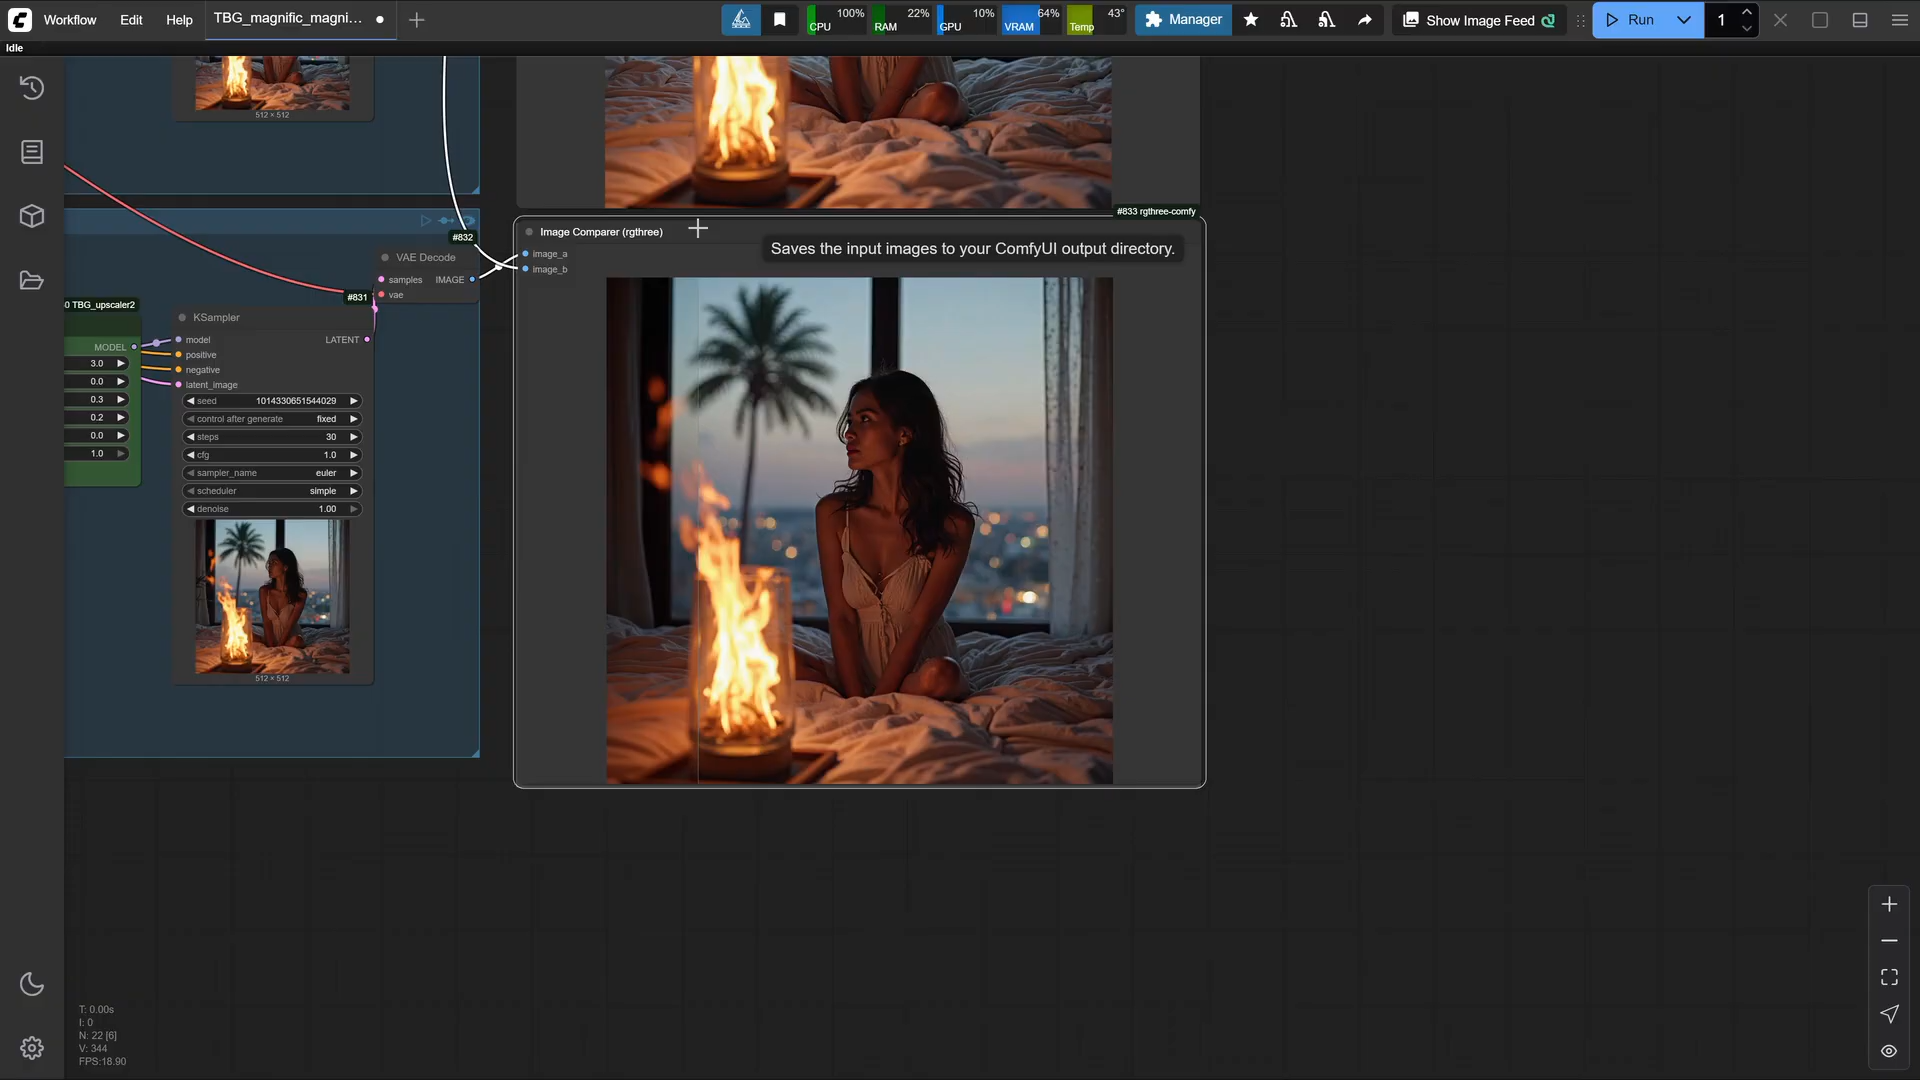 Workflow
Edit
Help
TBG_magnific_magni...
CPU
100%
RAM
22%
GPU
10%
VRAM
64%
Temp
43°
Manager
Show Image Feed
Run
1
Idle
512 × 512
#833 rgthree-comfy
Image Comparer (rgthree)
Saves the input images to your ComfyUI output directory.
image_a
image_b
#832
VAE Decode
samples
IMAGE
vae
#831
0 TBG_upscaler2
KSampler
MODEL
model
LATENT
positive
negative
latent_image
3.0
0.0
0.3
0.2
0.0
1.0
seed
1014330651544029
control after generate
fixed
steps
30
cfg
1.0
sampler_name
euler
scheduler
simple
denoise
1.00
512 × 512
T: 0.00s
I: 0
N: 22 [6]
V: 344
FPS:18.90